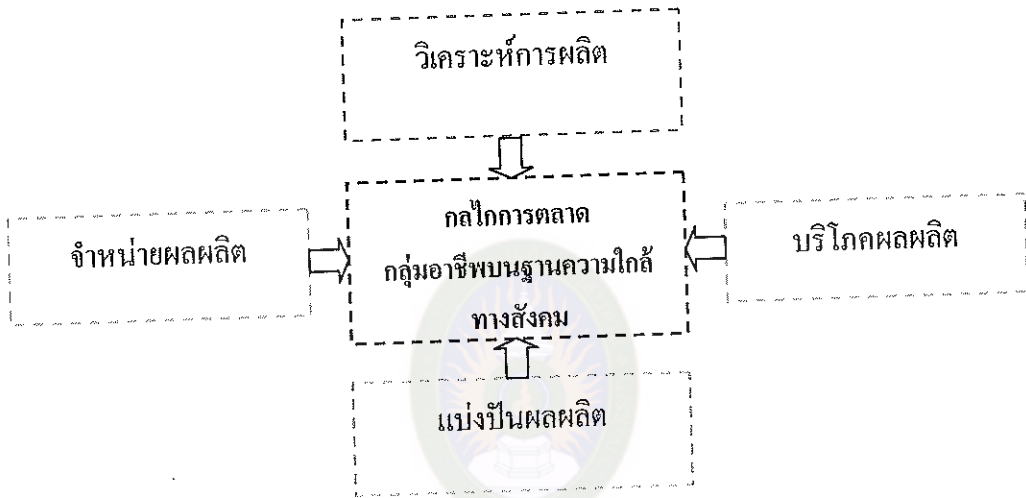 วิเคราะห์การผลิต
กลไกการตลาด
กลุ่มอาชีพบนฐานความใกล้
ทางสังคม
จำหน่ายผลผลิต
บริโภคผลผลิต
แบ่งปันผลผลิต